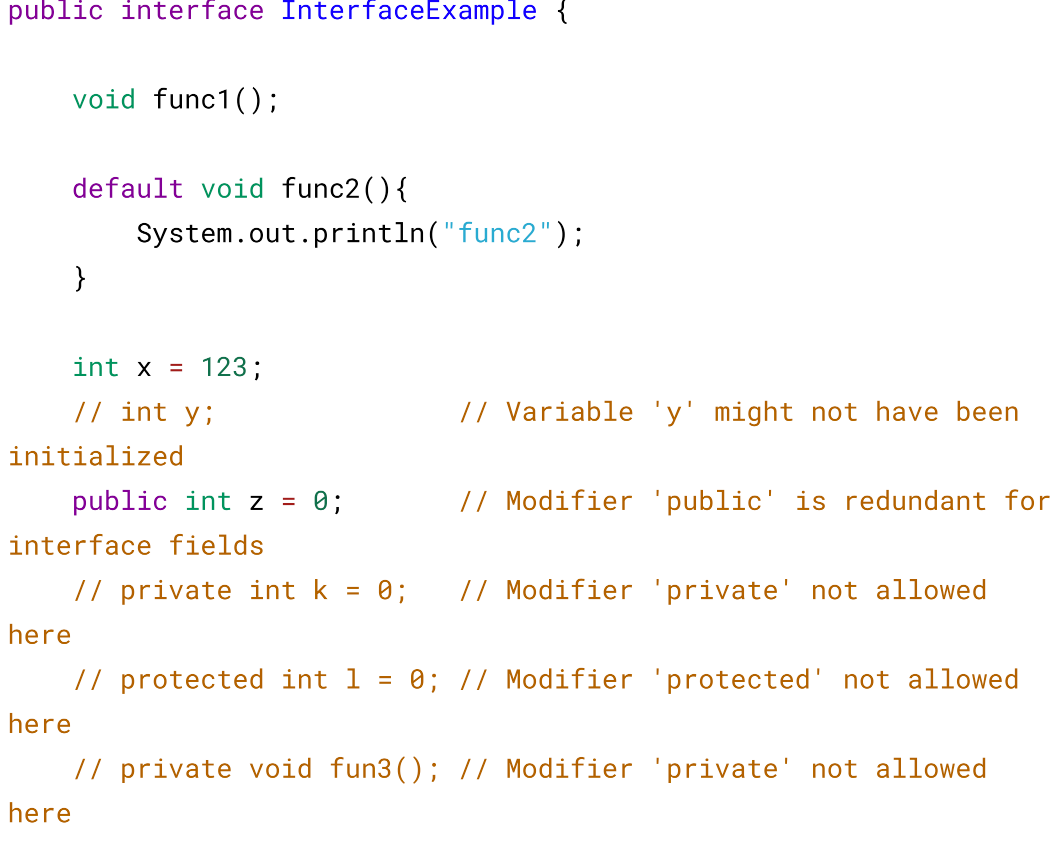 public interface InterfaceExample {
void func1();
default void func2(){
System.out.println("func2");
}
int x = 123;
// int y;               // Variable 'y' might not have been
initialized
public int z = 0;       // Modifier 'public' is redundant for
interface fields
// private int k = 0;   // Modifier 'private' not allowed
here
// protected int l = 0; // Modifier 'protected' not allowed
here
// private void fun3(); // Modifier 'private' not allowed
here